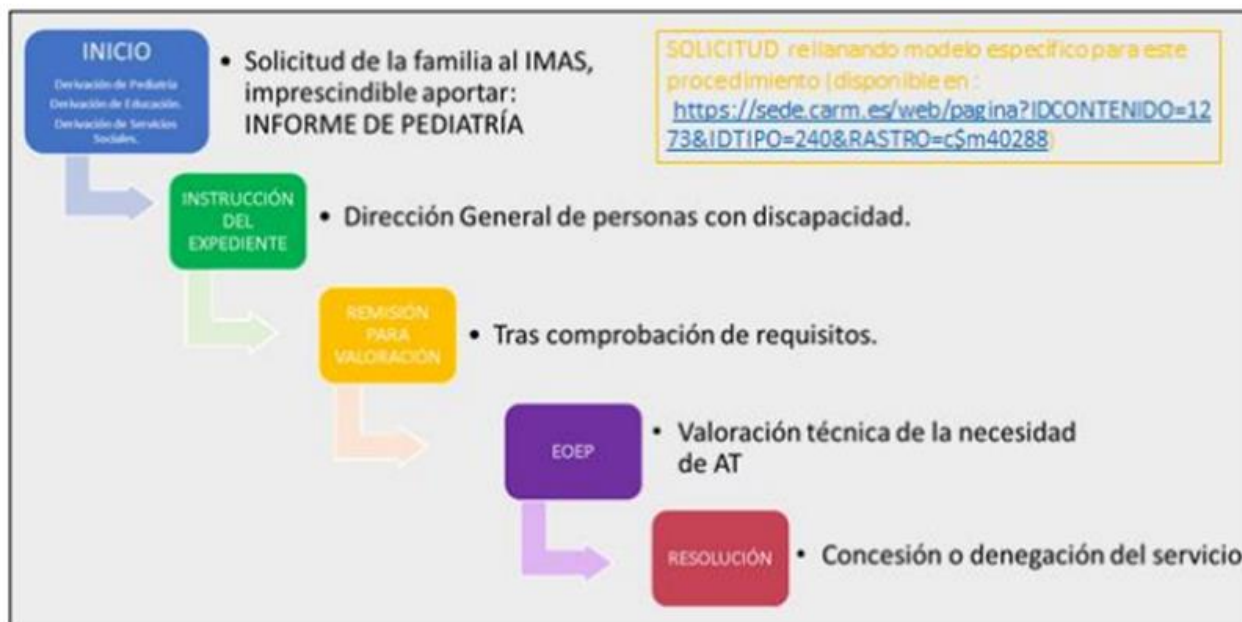 INICIO
Derivación de Pediatría
Derivación de Educación.
Derivación de Servicios
Sociales.
• Solicitud de la familia al IMAS,
imprescindible aportar:
INFORME DE PEDIATRÍA
SOLICITUD rellanando modelo específico para este
procedimiento (disponible en :
https://sede.carm.es/web/pagina?IDCONTENIDO=12
73&IDTIPO=240&RASTRO=c$m40288)
INSTRUCCIÓN
DEL
EXPEDIENTE
• Dirección General de personas con discapacidad.
REMISIÓN
PARA
VALORACIÓN
• Tras comprobación de requisitos.
EOEP
• Valoración técnica de la necesidad
de AT
RESOLUCIÓN
• Concesión o denegación del servicio